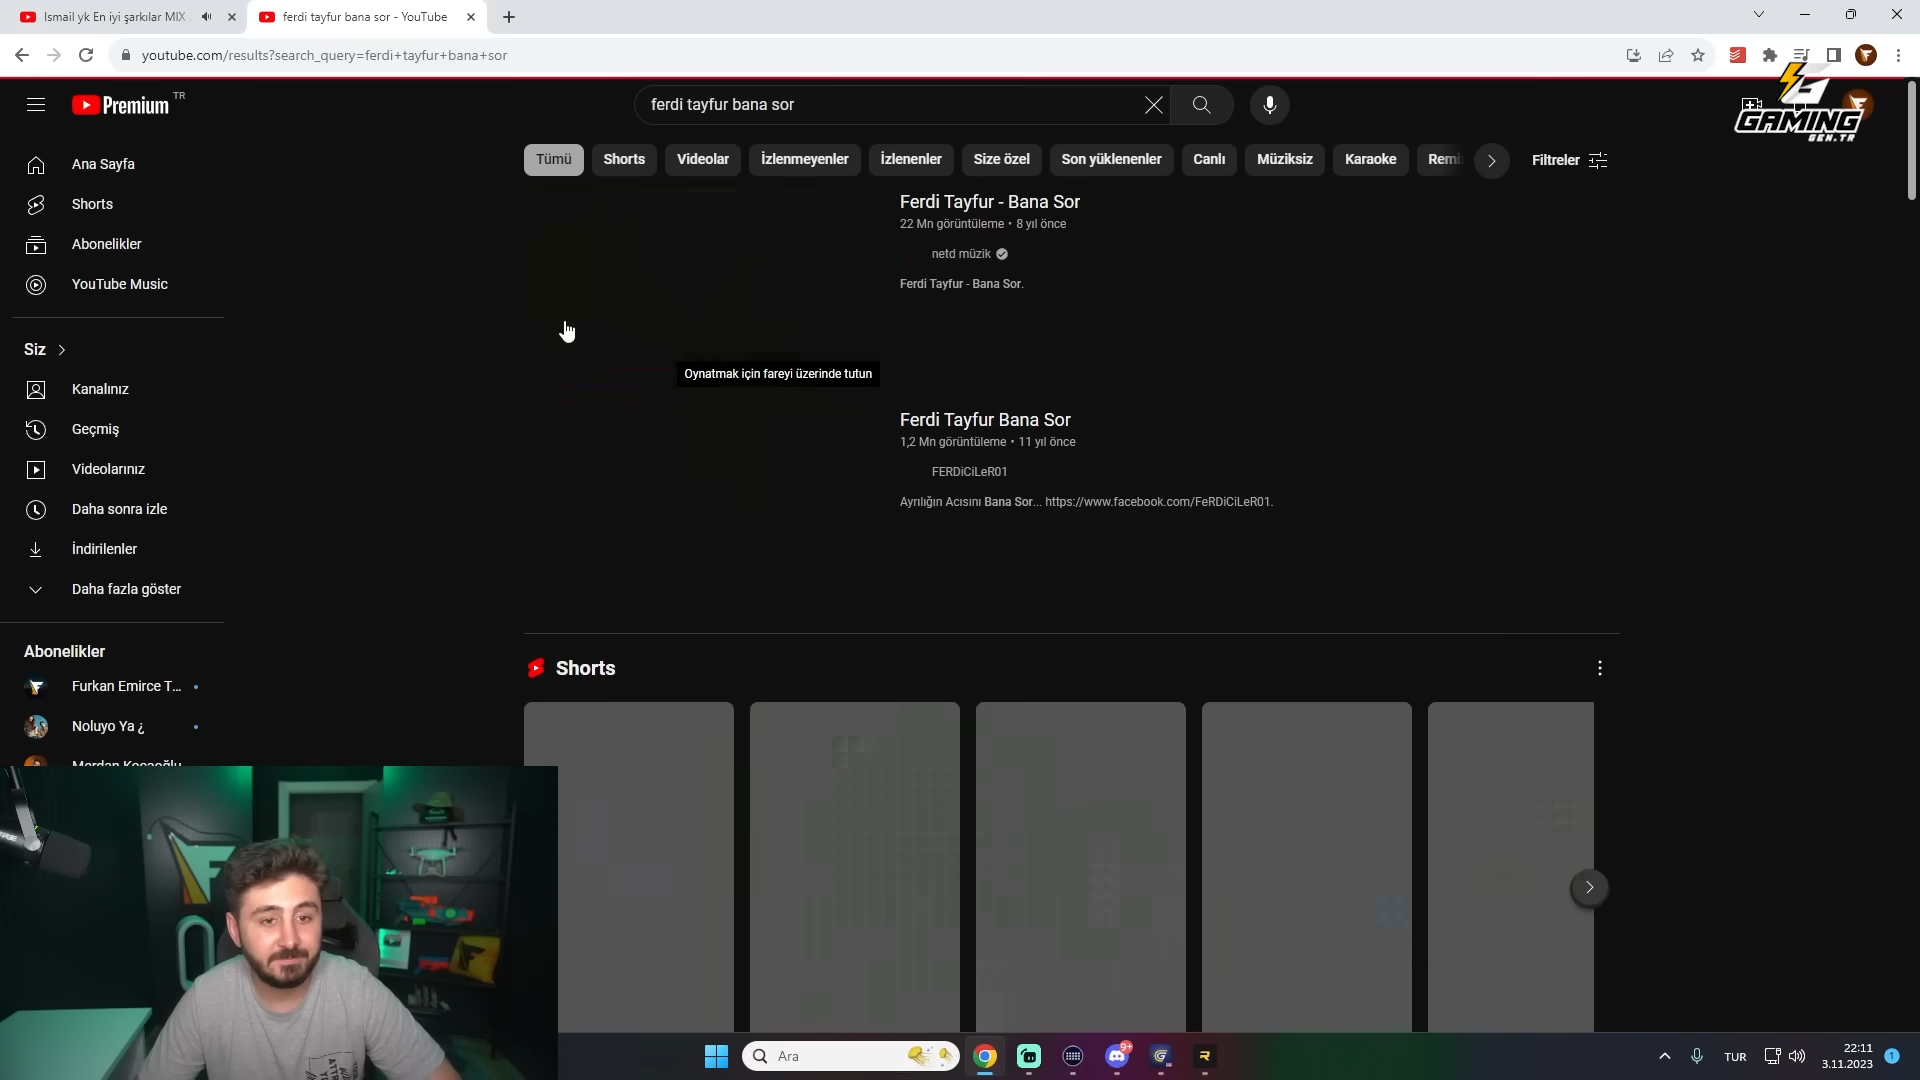 Ismail yk En iyi şarkılar MIX
ferdi tayfur bana sor - YouTube
youtube.com/results?search_query=ferdi+tayfur+bana+sor
Premium TR
ferdi tayfur bana sor
GAMING
GEN.TR
Tümü
Shorts
Videolar
İzlenmeyenler
İzlenenler
Size özel
Son yüklenenler
Canlı
Müziksiz
Karaoke
Remi
Filtreler
Ana Sayfa
Shorts
Abonelikler
YouTube Music
Siz
Kanalınız
Geçmiş
Videolarınız
Daha sonra izle
İndirilenler
Daha fazla göster
Abonelikler
Furkan Emirce T...
Noluyo Ya ¿
Ferdi Tayfur - Bana Sor
22 Mn görüntüleme • 8 yıl önce
netd müzik
Ferdi Tayfur - Bana Sor.
Oynatmak için fareyi üzerinde tutun
Ferdi Tayfur Bana Sor
1,2 Mn görüntüleme • 11 yıl önce
FERDiCiLeR01
Ayrılığın Acısını Bana Sor... https://www.facebook.com/FeRDiCiLeR01.
Shorts
Ara
9+
TUR
22:11
3.11.2023
1